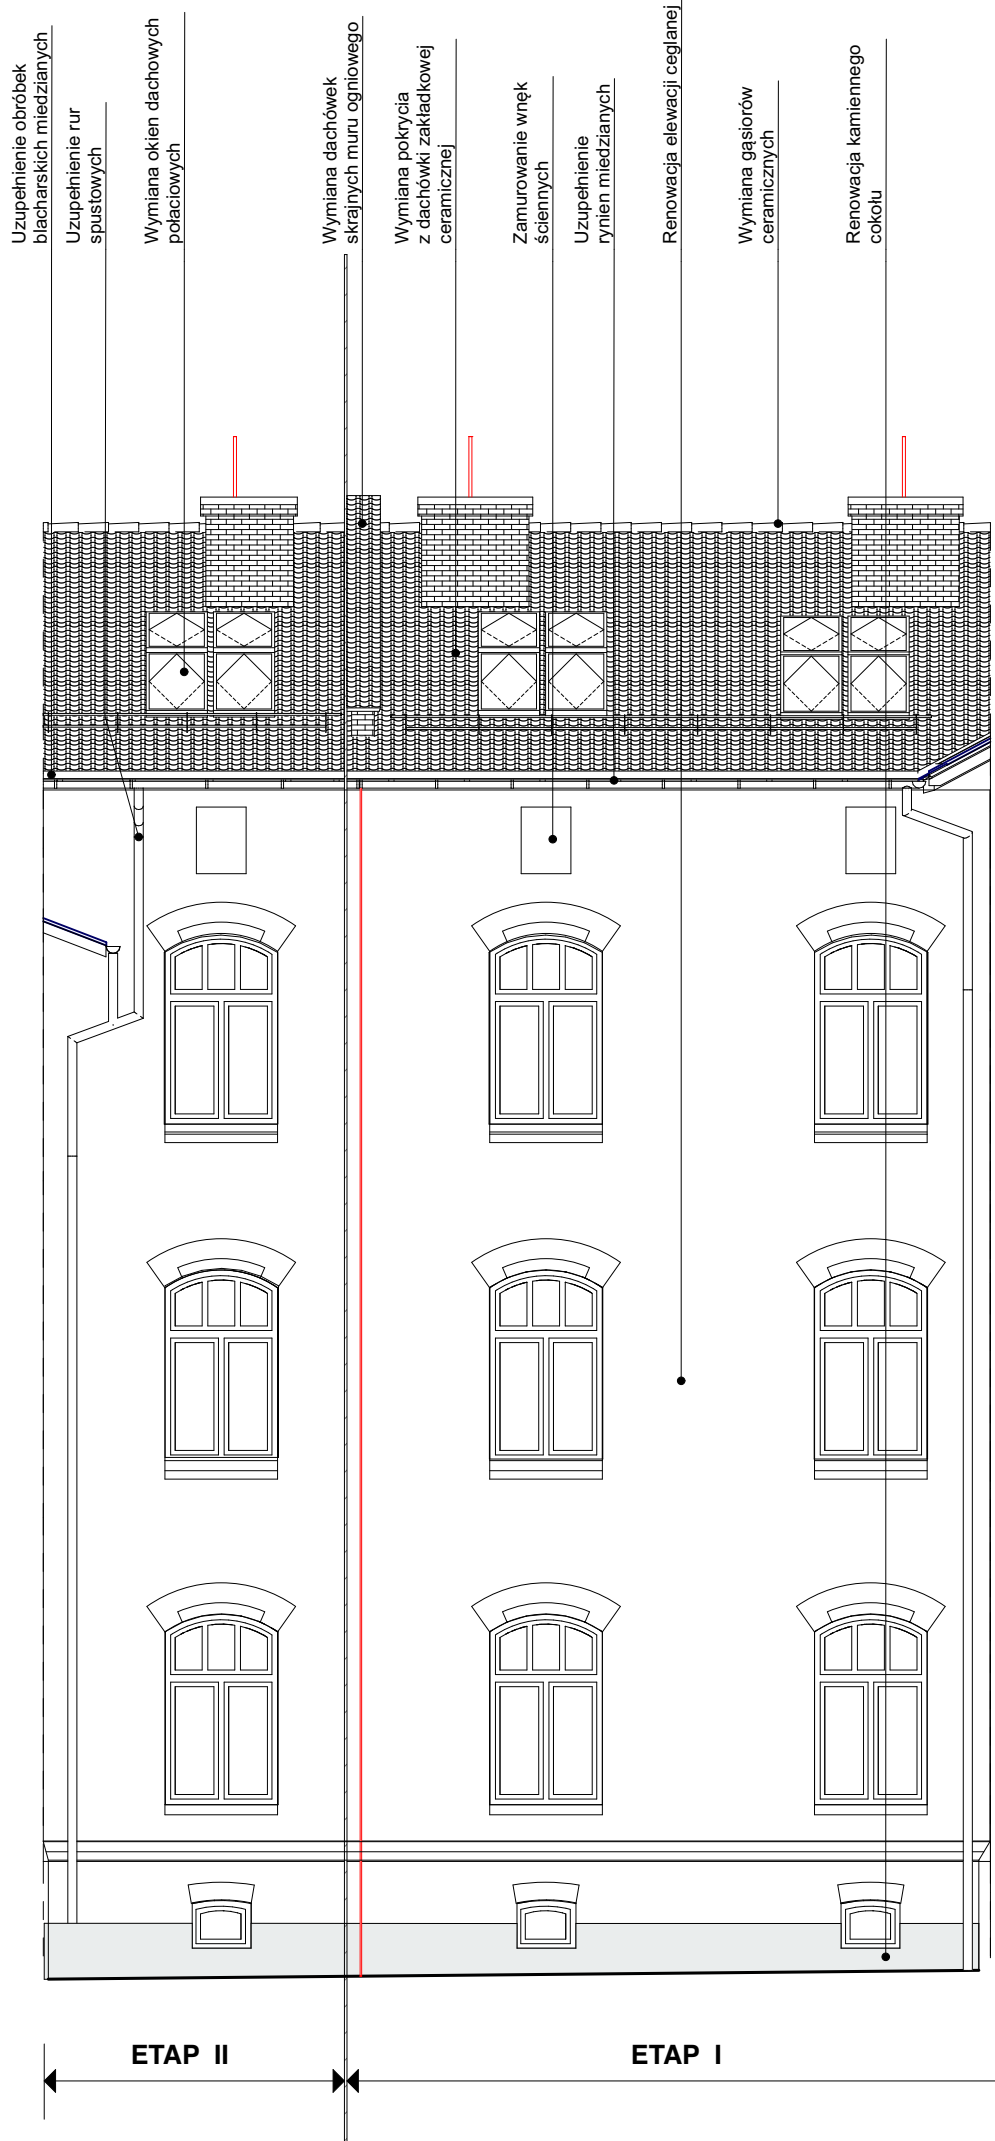 Uzupełnienie obróbek
blacharskich miedzianych
Uzupełnienie rur
spustowych
Wymiana okien dachowych
połaciowych
Wymiana dachówek
skrajnych muru ogniowego
Wymiana pokrycia
z dachówki zakładkowej
ceramicznej
Zamurowanie wnęk
ściennych
Uzupełnienie
rynien miedzianych
Renowacja elewacji ceglanej
Wymiana gąsiorów
ceramicznych
Renowacja kamiennego
cokołu
ETAP II
ETAP I